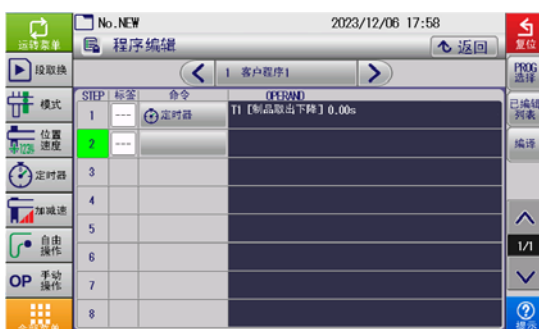 No.NEW 2023/12/06 17:58
运转菜单 程序编辑 返回 复位
段取换 1 客户程序1 PROG
选择
STEP 标签 命令 OPERAND
模式 1 --- 定时器 T1 [制品取出下降] 0.00s 已编辑
列表
位置
速度 2 --- 编译
123
定时器 3
加减速 4
5
自由
操作 6 1/1
OP 手动
操作 7
8 提示